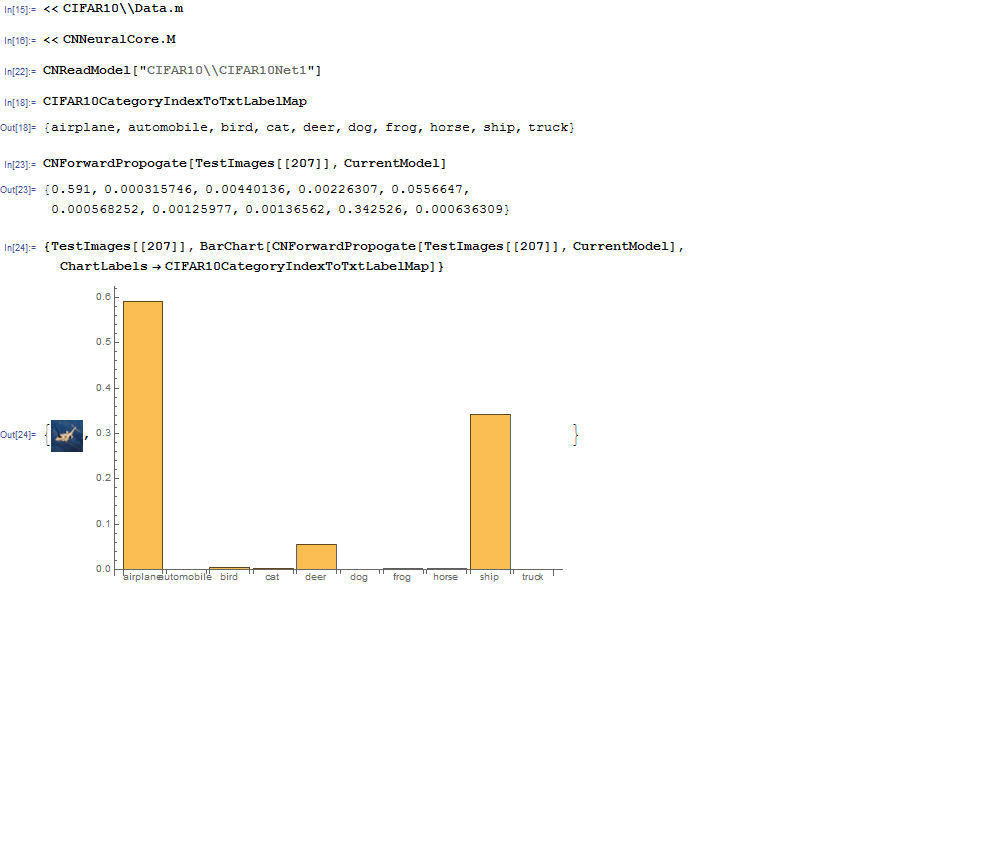 In[15]:= << CIFAR10\\Data.m
In[16]:= << CNNeuralCore.M
In[22]:= CNReadModel["CIFAR10\\CIFAR10Net1"]
In[18]:= CIFAR10CategoryIndexToTxtLabelMap
Out[18]= {airplane, automobile, bird, cat, deer, dog, frog, horse, ship, truck}
In[23]:= CNForwardPropogate[TestImages[[207]], CurrentModel]
Out[23]= {0.591, 0.000315746, 0.00440136, 0.00226307, 0.0556647,
0.000568252, 0.00125977, 0.00136562, 0.342526, 0.000636309}
In[24]:= {TestImages[[207]], BarChart[CNForwardPropogate[TestImages[[207]], CurrentModel],
ChartLabels → CIFAR10CategoryIndexToTxtLabelMap]}
0.6
0.5
0.4
Out[24]= { , 0.3 }
0.2
0.1
0.0
airplane automobile bird cat deer dog frog horse ship truck